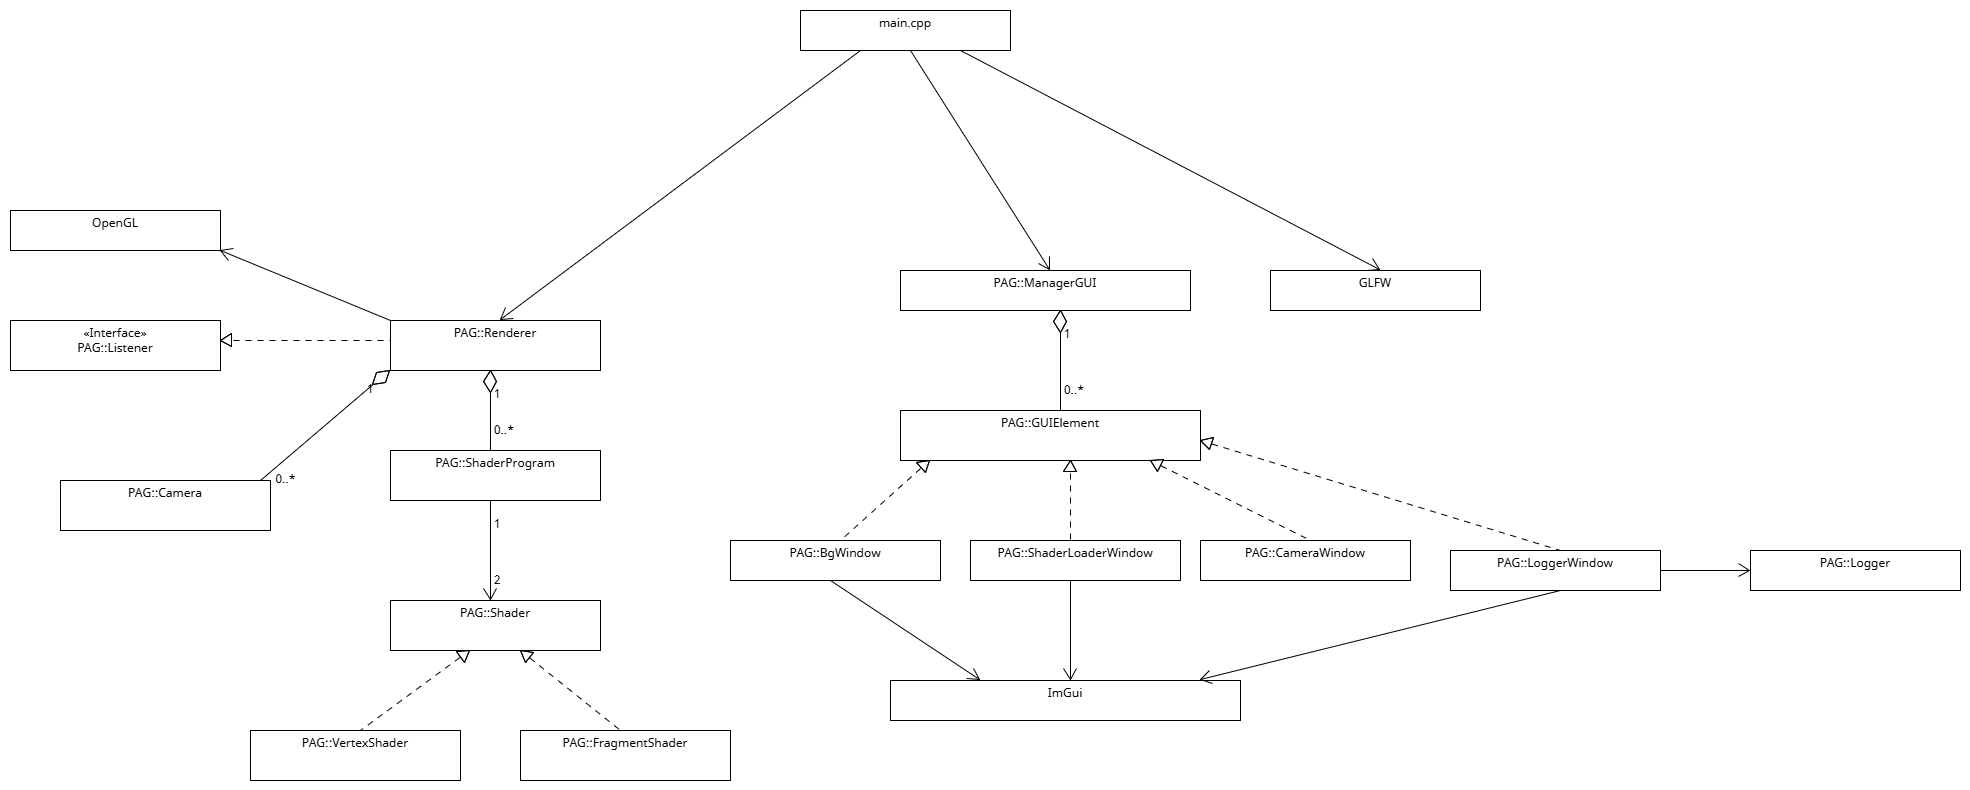 main.cpp
OpenGL
PAG::ManagerGUI
GLFW
«Interface»
PAG::Listener
PAG::Renderer
1
1
1
0..*
0..*
PAG::GUIElement
PAG::ShaderProgram
0..*
PAG::Camera
1
2
PAG::BgWindow
PAG::ShaderLoaderWindow
PAG::CameraWindow
PAG::LoggerWindow
PAG::Logger
PAG::Shader
ImGui
PAG::VertexShader
PAG::FragmentShader